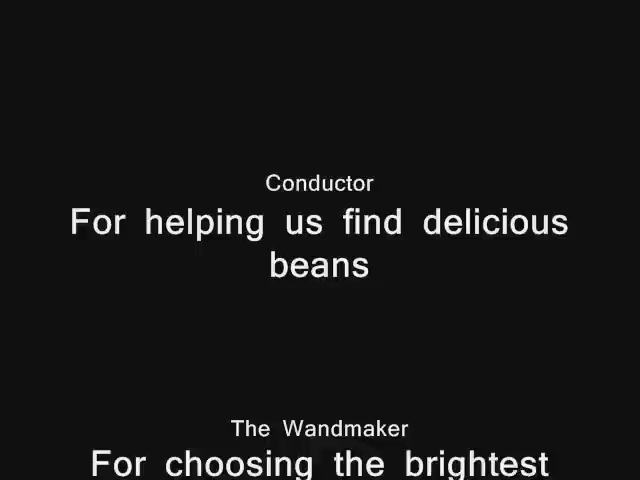 Conductor
For helping us find delicious
beans
The Wandmaker
For choosing the brightest